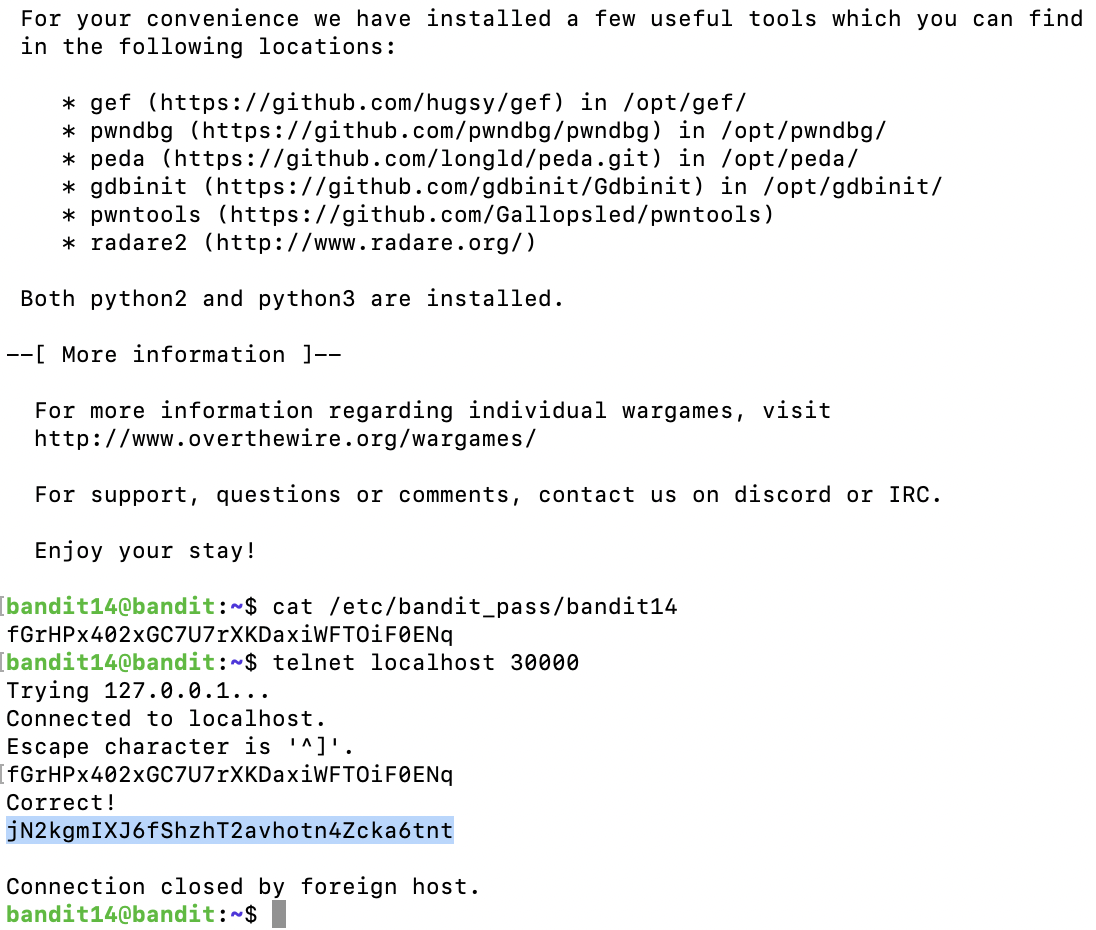 For your convenience we have installed a few useful tools which you can find
in the following locations:
* gef (https://github.com/hugsy/gef) in /opt/gef/
* pwndbg (https://github.com/pwndbg/pwndbg) in /opt/pwndbg/
* peda (https://github.com/longld/peda.git) in /opt/peda/
* gdbinit (https://github.com/gdbinit/Gdbinit) in /opt/gdbinit/
* pwntools (https://github.com/Gallopsled/pwntools)
* radare2 (http://www.radare.org/)
Both python2 and python3 are installed.
--[ More information ]--
For more information regarding individual wargames, visit
http://www.overthewire.org/wargames/
For support, questions or comments, contact us on discord or IRC.
Enjoy your stay!
[bandit14@bandit:~$ cat /etc/bandit_pass/bandit14
fGrHPx402xGC7U7rXKDaxiWFTOiF0ENq
[bandit14@bandit:~$ telnet localhost 30000
Trying 127.0.0.1...
Connected to localhost.
Escape character is '^]'.
[fGrHPx402xGC7U7rXKDaxiWFTOiF0ENq
Correct!
jN2kgmIXJ6fShzhT2avhotn4Zcka6tnt
Connection closed by foreign host.
bandit14@bandit:~$